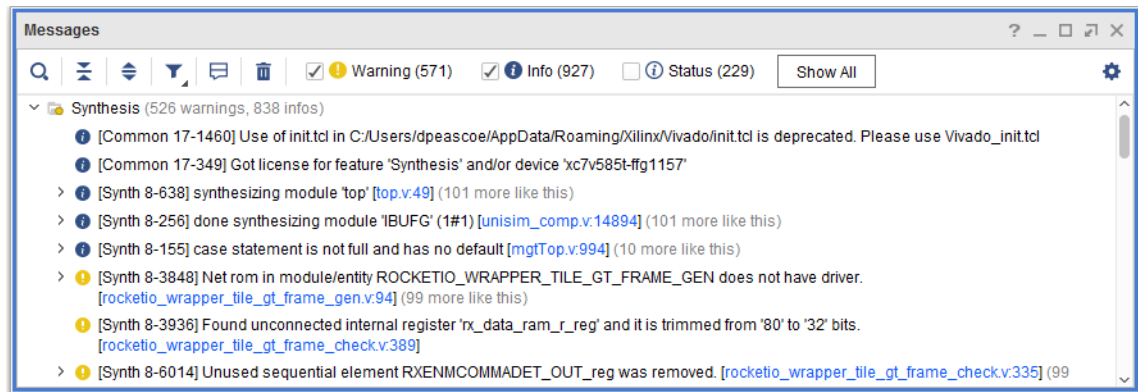 Messages
Warning (571) Info (927) Status (229) Show All
Synthesis (526 warnings, 838 infos)
[Common 17-1460] Use of init.tcl in C:/Users/dpeascoe/AppData/Roaming/Xilinx/Vivado/init.tcl is deprecated. Please use Vivado_init.tcl
[Common 17-349] Got license for feature 'Synthesis' and/or device 'xc7v585t-ffg1157'
[Synth 8-638] synthesizing module 'top' [top.v:49] (101 more like this)
[Synth 8-256] done synthesizing module 'IBUFG' (1#1) [unisim_comp.v:14894] (101 more like this)
[Synth 8-155] case statement is not full and has no default [mgtTop.v:994] (10 more like this)
[Synth 8-3848] Net rom in module/entity ROCKETIO_WRAPPER_TILE_GT_FRAME_GEN does not have driver.
[rocketio_wrapper_tile_gt_frame_gen.v:94] (99 more like this)
[Synth 8-3936] Found unconnected internal register 'rx_data_ram_r_reg' and it is trimmed from '80' to '32' bits.
[rocketio_wrapper_tile_gt_frame_check.v:389]
[Synth 8-6014] Unused sequential element RXENMCOMMADET_OUT_reg was removed. [rocketio_wrapper_tile_gt_frame_check.v:335] (99